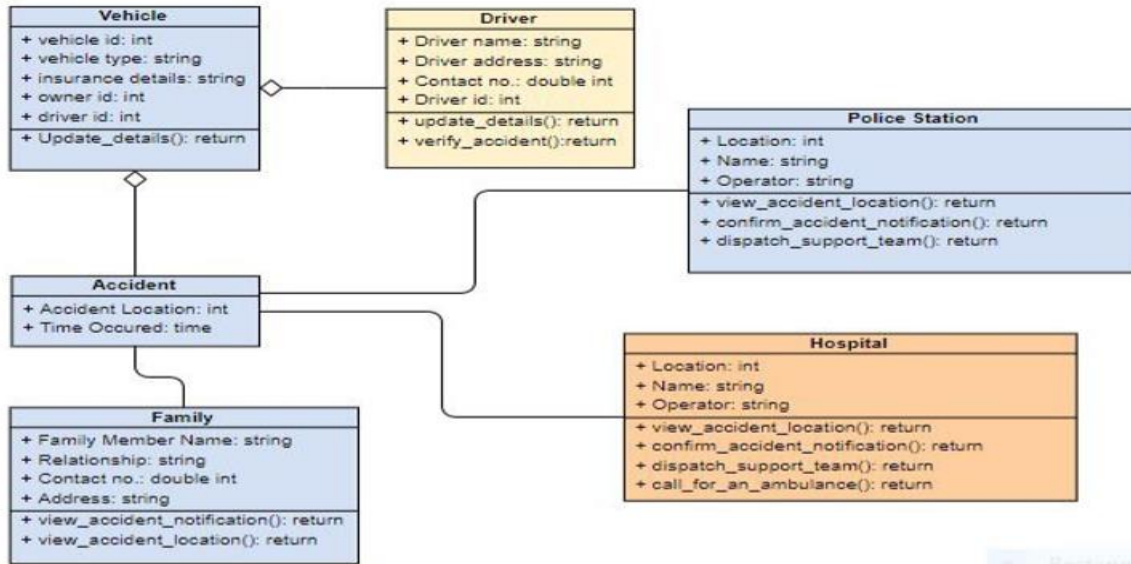 Vehicle
+ vehicle id: int
+ vehicle type: string
+ insurance details: string
+ owner id: int
+ driver id: int
+ Update_details(): return
Driver
+ Driver name: string
+ Driver address: string
+ Contact no.: double int
+ Driver id: int
+ update_details(): return
+ verify_accident():return
Police Station
+ Location: int
+ Name: string
+ Operator: string
+ view_accident_location(): return
+ confirm_accident_notification(): return
+ dispatch_support_team(): return
Accident
+ Accident Location: int
+ Time Occured: time
Hospital
+ Location: int
+ Name: string
+ Operator: string
+ view_accident_location(): return
+ confirm_accident_notification(): return
+ dispatch_support_team(): return
+ call_for_an_ambulance(): return
Family
+ Family Member Name: string
+ Relationship: string
+ Contact no.: double int
+ Address: string
+ view_accident_notification(): return
+ view_accident_location(): return